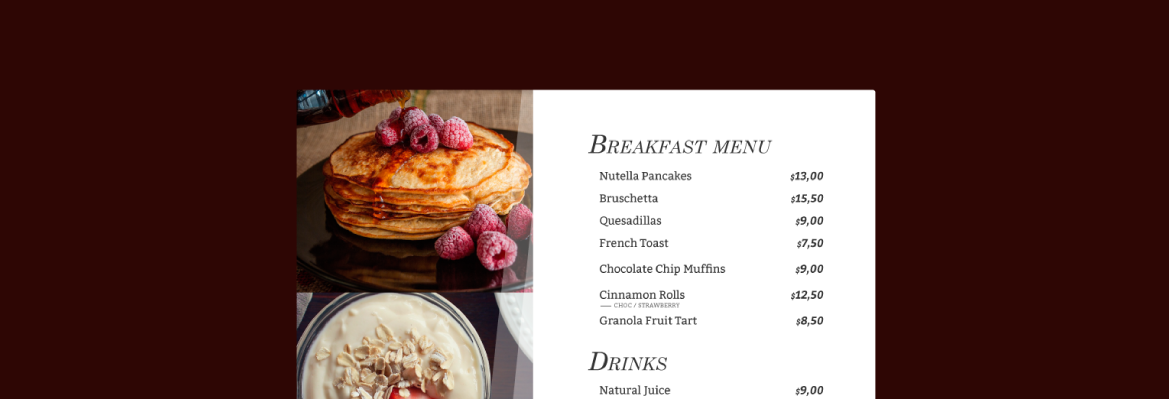 Breakfast menu
Nutella Pancakes $13,00
Bruschetta $15,50
Quesadillas $9,00
French Toast $7,50
Chocolate Chip Muffins $9,00
Cinnamon Rolls $12,50
— CHOC / STRAWBERRY
Granola Fruit Tart $8,50
Drinks
Natural Juice $9,00